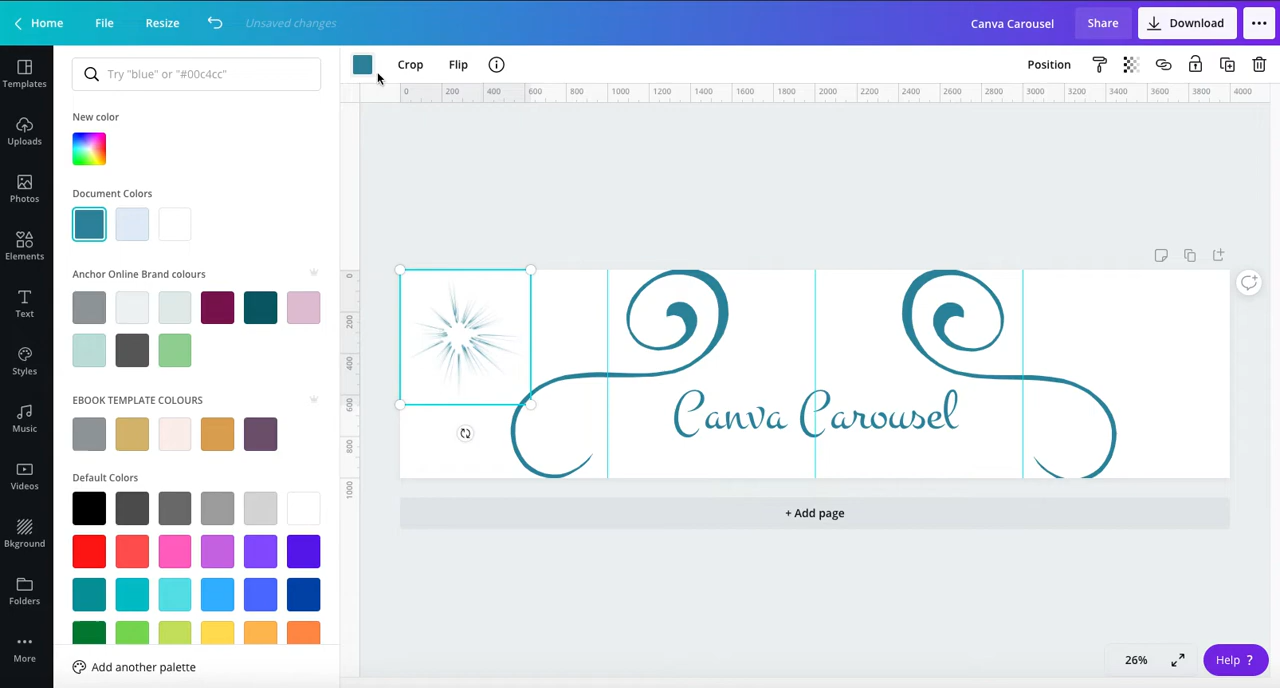 Home File Resize Unsaved changes Canva Carousel Share Download
Try "blue" or "#00c4cc"
Crop Flip Position
0 200 400 600 800 1000 1200 1400 1600 1800 2000 2200 2400 2600 2800 3000 3200 3400 3600 3800 4000
Templates
Uploads
Photos
Elements
Text
Styles
Music
Videos
Bkground
Folders
More
New color
Document Colors
Anchor Online Brand colours
EBOOK TEMPLATE COLOURS
Default Colors
Add another palette
0
200
400
600
800
1000
Canva Carousel
+ Add page
26%
Help ?